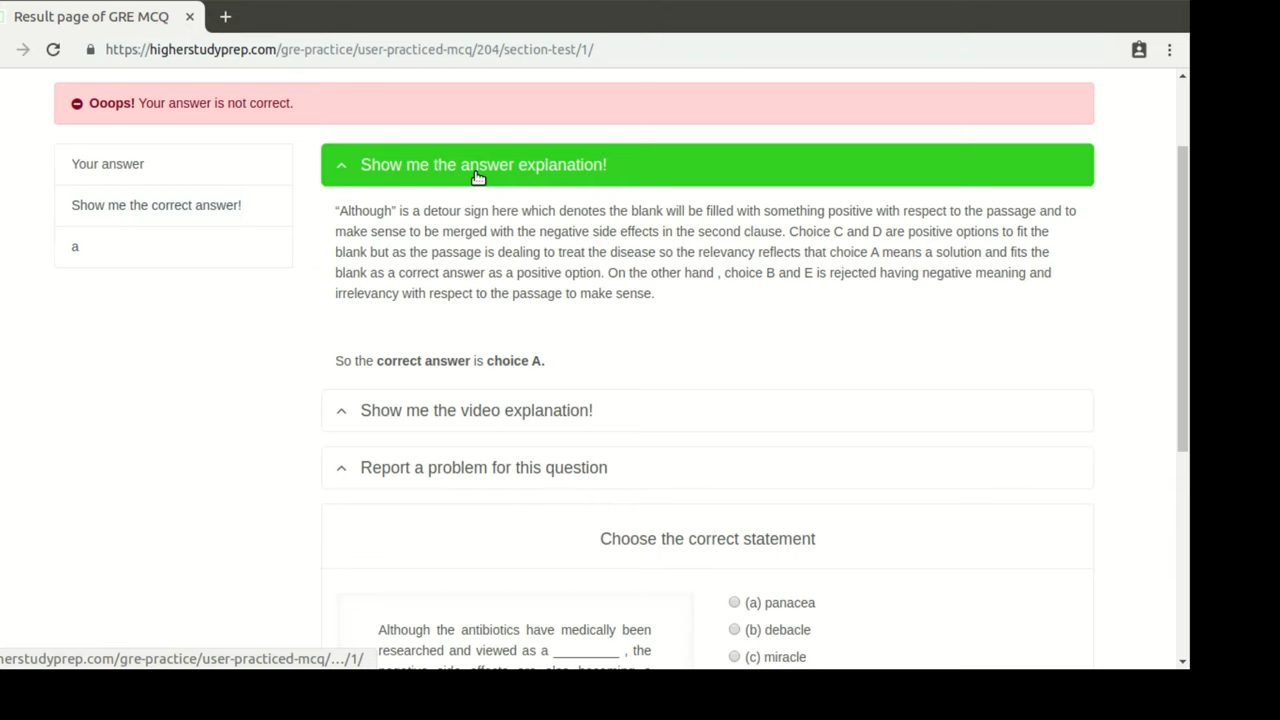 Result page of GRE MCQ
https://higherstudyprep.com/gre-practice/user-practiced-mcq/204/section-test/1/
Ooops! Your answer is not correct.
Your answer
Show me the correct answer!
a
Show me the answer explanation!
“Although” is a detour sign here which denotes the blank will be filled with something positive with respect to the passage and to
make sense to be merged with the negative side effects in the second clause. Choice C and D are positive options to fit the
blank but as the passage is dealing to treat the disease so the relevancy reflects that choice A means a solution and fits the
blank as a correct answer as a positive option. On the other hand , choice B and E is rejected having negative meaning and
irrelevancy with respect to the passage to make sense.
So the correct answer is choice A.
Show me the video explanation!
Report a problem for this question
Choose the correct statement
Although the antibiotics have medically been
researched and viewed as a _________ , the
negative side effects are also becoming a
(a) panacea
(b) debacle
(c) miracle
herstudyprep.com/gre-practice/user-practiced-mcq/.../1/